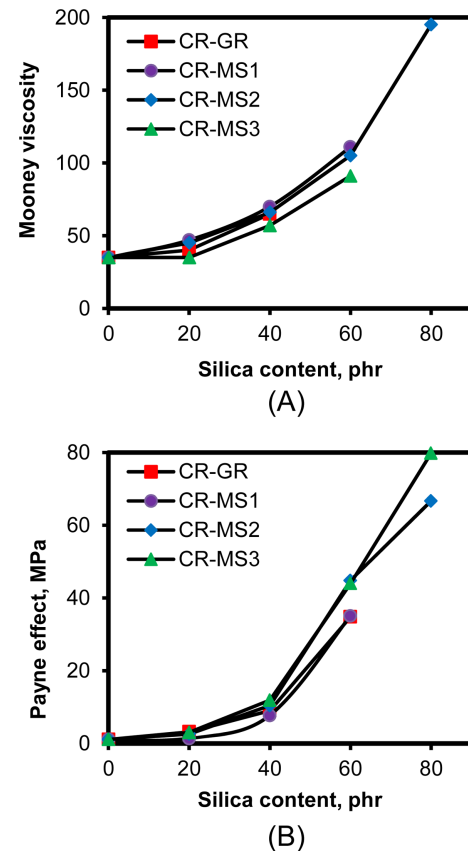 200
150
100
50
0
Mooney viscosity
CR-GR
CR-MS1
CR-MS2
CR-MS3
0 20 40 60 80
Silica content, phr
(A)
80
60
40
20
0
Payne effect, MPa
CR-GR
CR-MS1
CR-MS2
CR-MS3
0 20 40 60 80
Silica content, phr
(B)